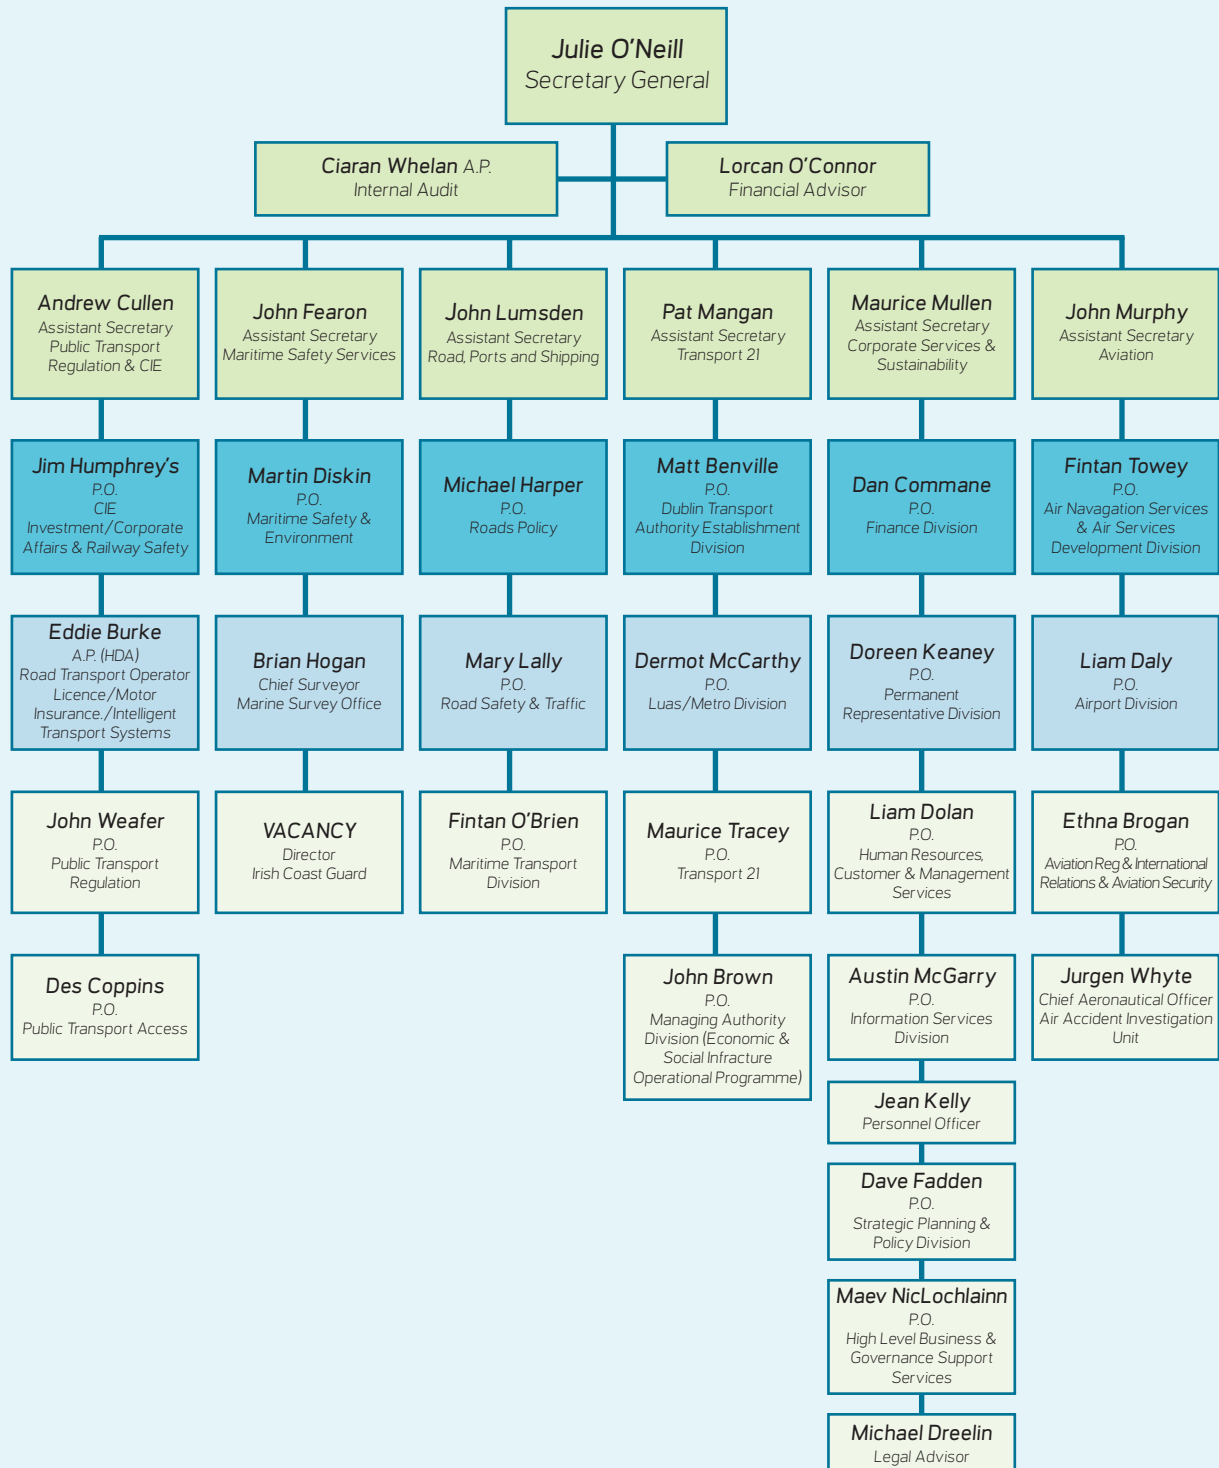 Julie O'Neill
Secretary General
Ciaran Whelan A.P.
Internal Audit
Lorcan O'Connor
Financial Advisor
Andrew Cullen
Assistant Secretary
Public Transport
Regulation & CIE
John Fearon
Assistant Secretary
Maritime Safety Services
John Lumsden
Assistant Secretary
Road, Ports and Shipping
Pat Mangan
Assistant Secretary
Transport 21
Maurice Mullen
Assistant Secretary
Corporate Services &
Sustainability
John Murphy
Assistant Secretary
Aviation
Jim Humphrey's
P.O.
CIE
Investment/Corporate
Affairs & Railway Safety
Martin Diskin
P.O.
Maritime Safety &
Environment
Michael Harper
P.O.
Roads Policy
Matt Benville
P.O.
Dublin Transport
Authority Establishment
Division
Dan Commane
P.O.
Finance Division
Fintan Towey
P.O.
Air Navagation Services
& Air Services
Development Division
Eddie Burke
A.P. (HDA)
Road Transport Operator
Licence/Motor
Insurance./Intelligent
Transport Systems
Brian Hogan
Chief Surveyor
Marine Survey Office
Mary Lally
P.O.
Road Safety & Traffic
Dermot McCarthy
P.O.
Luas/Metro Division
Doreen Keaney
P.O.
Permanent
Representative Division
Liam Daly
P.O.
Airport Division
John Weafer
P.O.
Public Transport
Regulation
VACANCY
Director
Irish Coast Guard
Fintan O'Brien
P.O.
Maritime Transport
Division
Maurice Tracey
P.O.
Transport 21
Liam Dolan
P.O.
Human Resources,
Customer & Management
Services
Ethna Brogan
P.O.
Aviation Reg & International
Relations & Aviation Security
Des Coppins
P.O.
Public Transport Access
John Brown
P.O.
Managing Authority
Division (Economic &
Social Infracture
Operational Programme)
Austin McGarry
P.O.
Information Services
Division
Jurgen Whyte
Chief Aeronautical Officer
Air Accident Investigation
Unit
Jean Kelly
Personnel Officer
Dave Fadden
P.O.
Strategic Planning &
Policy Division
Maev NicLochlainn
P.O.
High Level Business &
Governance Support
Services
Michael Dreelin
Legal Advisor